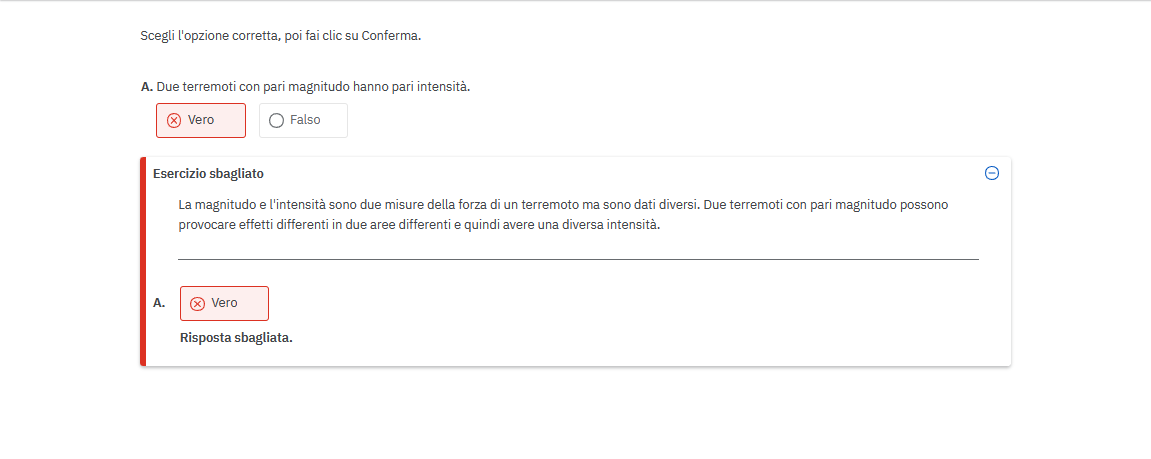 Scegli l'opzione corretta, poi fai clic su Conferma.
A. Due terremoti con pari magnitudo hanno pari intensità.
Vero Falso
Esercizio sbagliato
La magnitudo e l'intensità sono due misure della forza di un terremoto ma sono dati diversi. Due terremoti con pari magnitudo possono
provocare effetti differenti in due aree differenti e quindi avere una diversa intensità.
A. Vero
Risposta sbagliata.